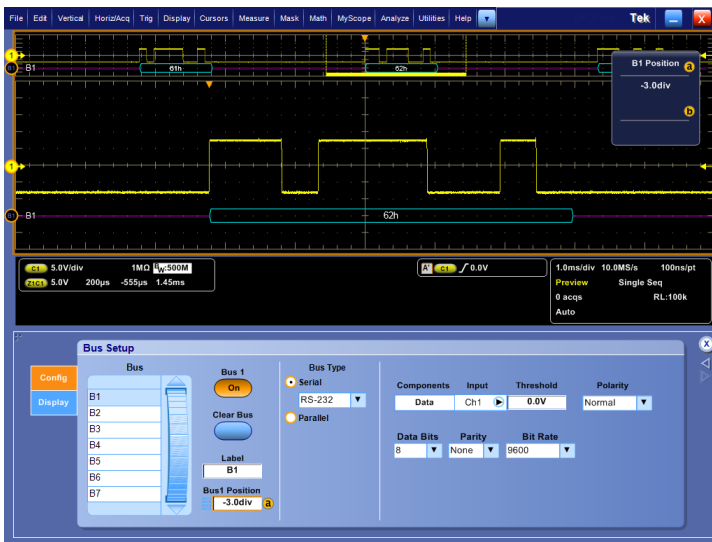 File Edit Vertical Horiz/Acq Trig Display Cursors Measure Mask Math MyScope Analyze Utilities Help Tek X
1
B1 B1 61h 62h
B1 Position a
-3.0div
b
1
B1 B1 62h
C1 5.0V/div 1MΩ BW:500M
Z1C1 5.0V 200µs -555µs 1.45ms
A' C1 0.0V
1.0ms/div 10.0MS/s 100ns/pt
Preview Single Seq
0 acqs RL:100k
Auto
Bus Setup
X
Config
Display
Bus
B1
B2
B3
B4
B5
B6
B7
Bus 1
On
Clear Bus
Label
B1
Bus1 Position
-3.0div a
Bus Type
Serial
RS-232
Parallel
Components Input Threshold Polarity
Data Ch1 0.0V Normal
Data Bits Parity Bit Rate
8 None 9600